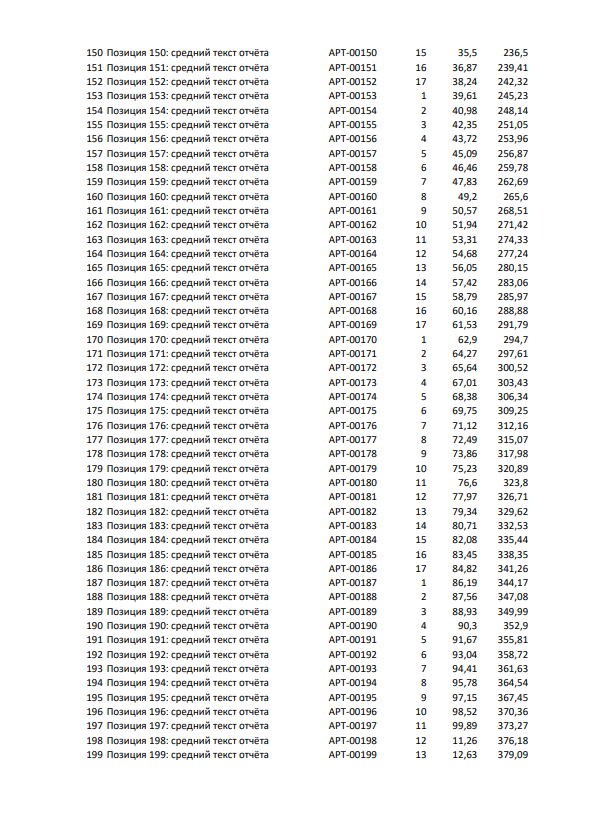 150 Позиция 150: средний текст отчёта АРТ-00150 15 35,5 236,5
151 Позиция 151: средний текст отчёта АРТ-00151 16 36,87 239,41
152 Позиция 152: средний текст отчёта АРТ-00152 17 38,24 242,32
153 Позиция 153: средний текст отчёта АРТ-00153 1 39,61 245,23
154 Позиция 154: средний текст отчёта АРТ-00154 2 40,98 248,14
155 Позиция 155: средний текст отчёта АРТ-00155 3 42,35 251,05
156 Позиция 156: средний текст отчёта АРТ-00156 4 43,72 253,96
157 Позиция 157: средний текст отчёта АРТ-00157 5 45,09 256,87
158 Позиция 158: средний текст отчёта АРТ-00158 6 46,46 259,78
159 Позиция 159: средний текст отчёта АРТ-00159 7 47,83 262,69
160 Позиция 160: средний текст отчёта АРТ-00160 8 49,2 265,6
161 Позиция 161: средний текст отчёта АРТ-00161 9 50,57 268,51
162 Позиция 162: средний текст отчёта АРТ-00162 10 51,94 271,42
163 Позиция 163: средний текст отчёта АРТ-00163 11 53,31 274,33
164 Позиция 164: средний текст отчёта АРТ-00164 12 54,68 277,24
165 Позиция 165: средний текст отчёта АРТ-00165 13 56,05 280,15
166 Позиция 166: средний текст отчёта АРТ-00166 14 57,42 283,06
167 Позиция 167: средний текст отчёта АРТ-00167 15 58,79 285,97
168 Позиция 168: средний текст отчёта АРТ-00168 16 60,16 288,88
169 Позиция 169: средний текст отчёта АРТ-00169 17 61,53 291,79
170 Позиция 170: средний текст отчёта АРТ-00170 1 62,9 294,7
171 Позиция 171: средний текст отчёта АРТ-00171 2 64,27 297,61
172 Позиция 172: средний текст отчёта АРТ-00172 3 65,64 300,52
173 Позиция 173: средний текст отчёта АРТ-00173 4 67,01 303,43
174 Позиция 174: средний текст отчёта АРТ-00174 5 68,38 306,34
175 Позиция 175: средний текст отчёта АРТ-00175 6 69,75 309,25
176 Позиция 176: средний текст отчёта АРТ-00176 7 71,12 312,16
177 Позиция 177: средний текст отчёта АРТ-00177 8 72,49 315,07
178 Позиция 178: средний текст отчёта АРТ-00178 9 73,86 317,98
179 Позиция 179: средний текст отчёта АРТ-00179 10 75,23 320,89
180 Позиция 180: средний текст отчёта АРТ-00180 11 76,6 323,8
181 Позиция 181: средний текст отчёта АРТ-00181 12 77,97 326,71
182 Позиция 182: средний текст отчёта АРТ-00182 13 79,34 329,62
183 Позиция 183: средний текст отчёта АРТ-00183 14 80,71 332,53
184 Позиция 184: средний текст отчёта АРТ-00184 15 82,08 335,44
185 Позиция 185: средний текст отчёта АРТ-00185 16 83,45 338,35
186 Позиция 186: средний текст отчёта АРТ-00186 17 84,82 341,26
187 Позиция 187: средний текст отчёта АРТ-00187 1 86,19 344,17
188 Позиция 188: средний текст отчёта АРТ-00188 2 87,56 347,08
189 Позиция 189: средний текст отчёта АРТ-00189 3 88,93 349,99
190 Позиция 190: средний текст отчёта АРТ-00190 4 90,3 352,9
191 Позиция 191: средний текст отчёта АРТ-00191 5 91,67 355,81
192 Позиция 192: средний текст отчёта АРТ-00192 6 93,04 358,72
193 Позиция 193: средний текст отчёта АРТ-00193 7 94,41 361,63
194 Позиция 194: средний текст отчёта АРТ-00194 8 95,78 364,54
195 Позиция 195: средний текст отчёта АРТ-00195 9 97,15 367,45
196 Позиция 196: средний текст отчёта АРТ-00196 10 98,52 370,36
197 Позиция 197: средний текст отчёта АРТ-00197 11 99,89 373,27
198 Позиция 198: средний текст отчёта АРТ-00198 12 11,26 376,18
199 Позиция 199: средний текст отчёта АРТ-00199 13 12,63 379,09